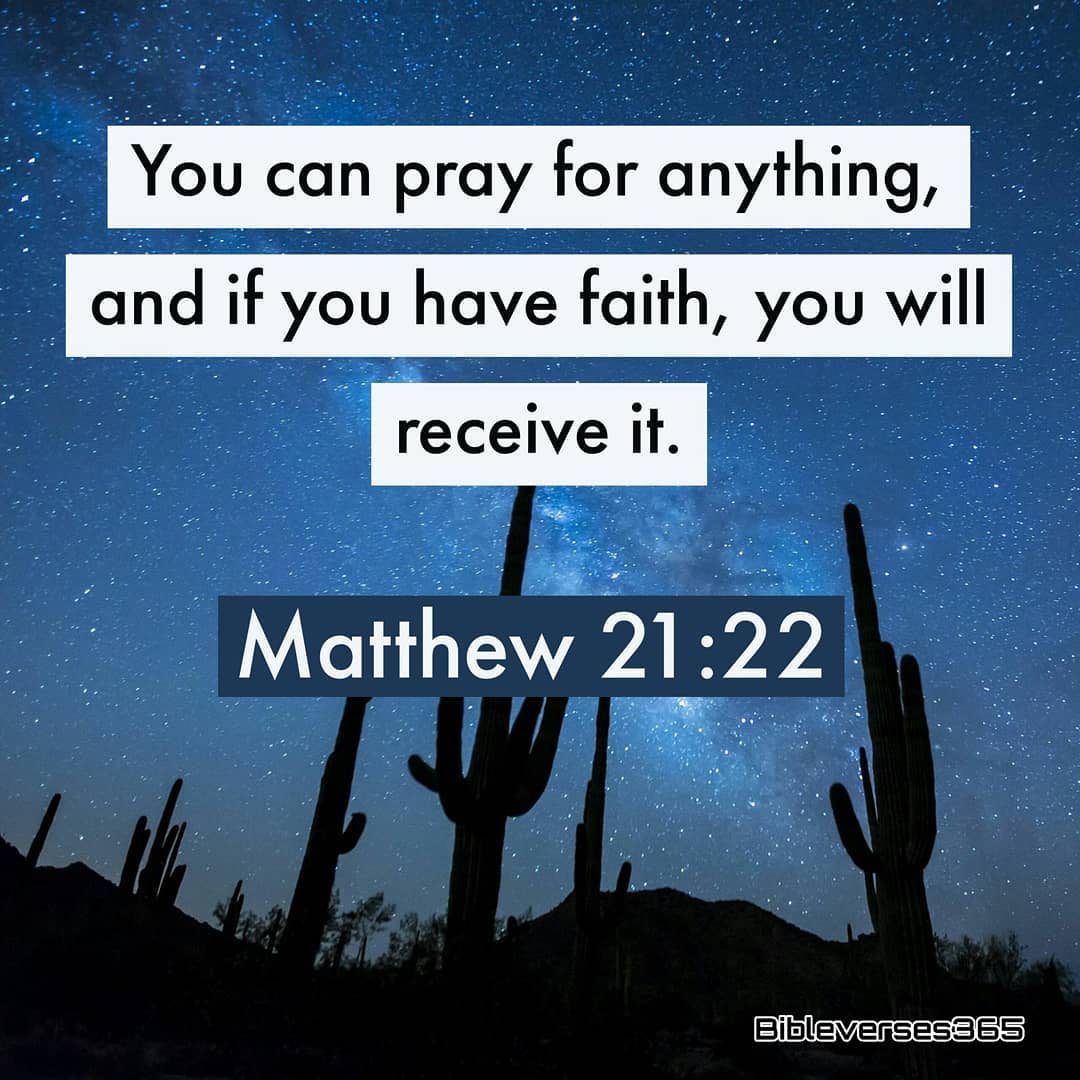 You can pray for anything,
and if you have faith, you will
receive it.
Matthew 21:22
Bibleverses365